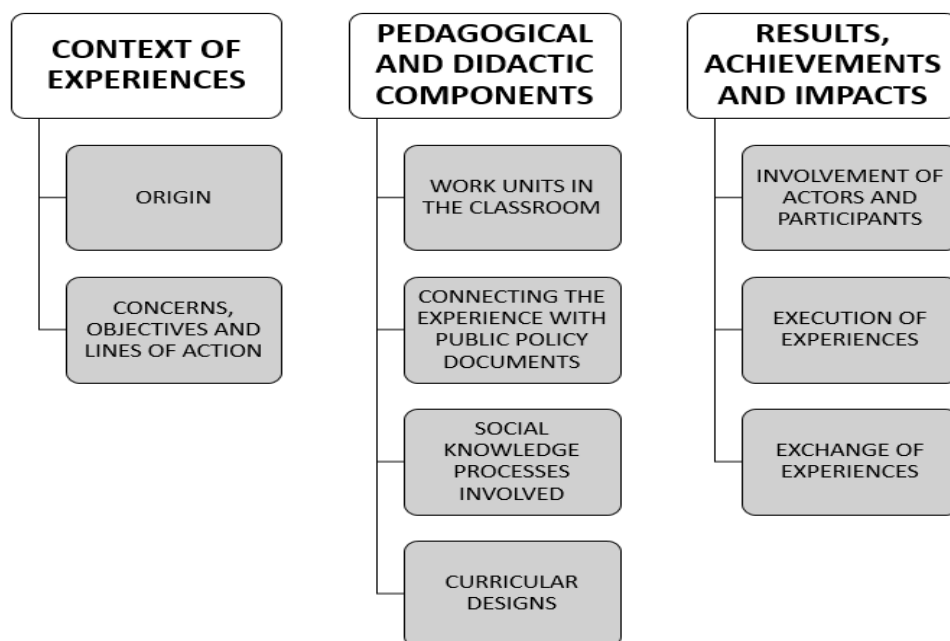 CONTEXT OF
EXPERIENCES
ORIGIN
CONCERNS,
OBJECTIVES AND
LINES OF ACTION
PEDAGOGICAL
AND DIDACTIC
COMPONENTS
WORK UNITS IN
THE CLASSROOM
CONNECTING THE
EXPERIENCE WITH
PUBLIC POLICY
DOCUMENTS
SOCIAL
KNOWLEDGE
PROCESSES
INVOLVED
CURRICULAR
DESIGNS
RESULTS,
ACHIEVEMENTS
AND IMPACTS
INVOLVEMENT OF
ACTORS AND
PARTICIPANTS
EXECUTION OF
EXPERIENCES
EXCHANGE OF
EXPERIENCES